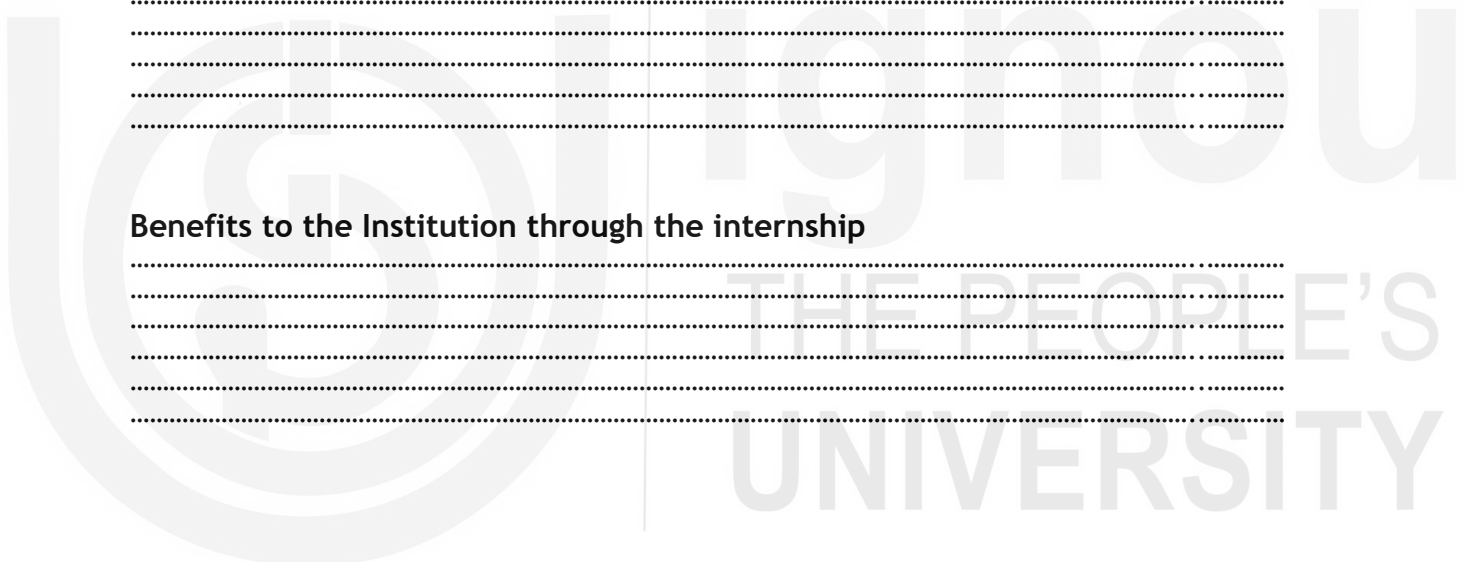 ignou
Benefits to the Institution through the internship
THE PEOPLE'S
UNIVERSITY